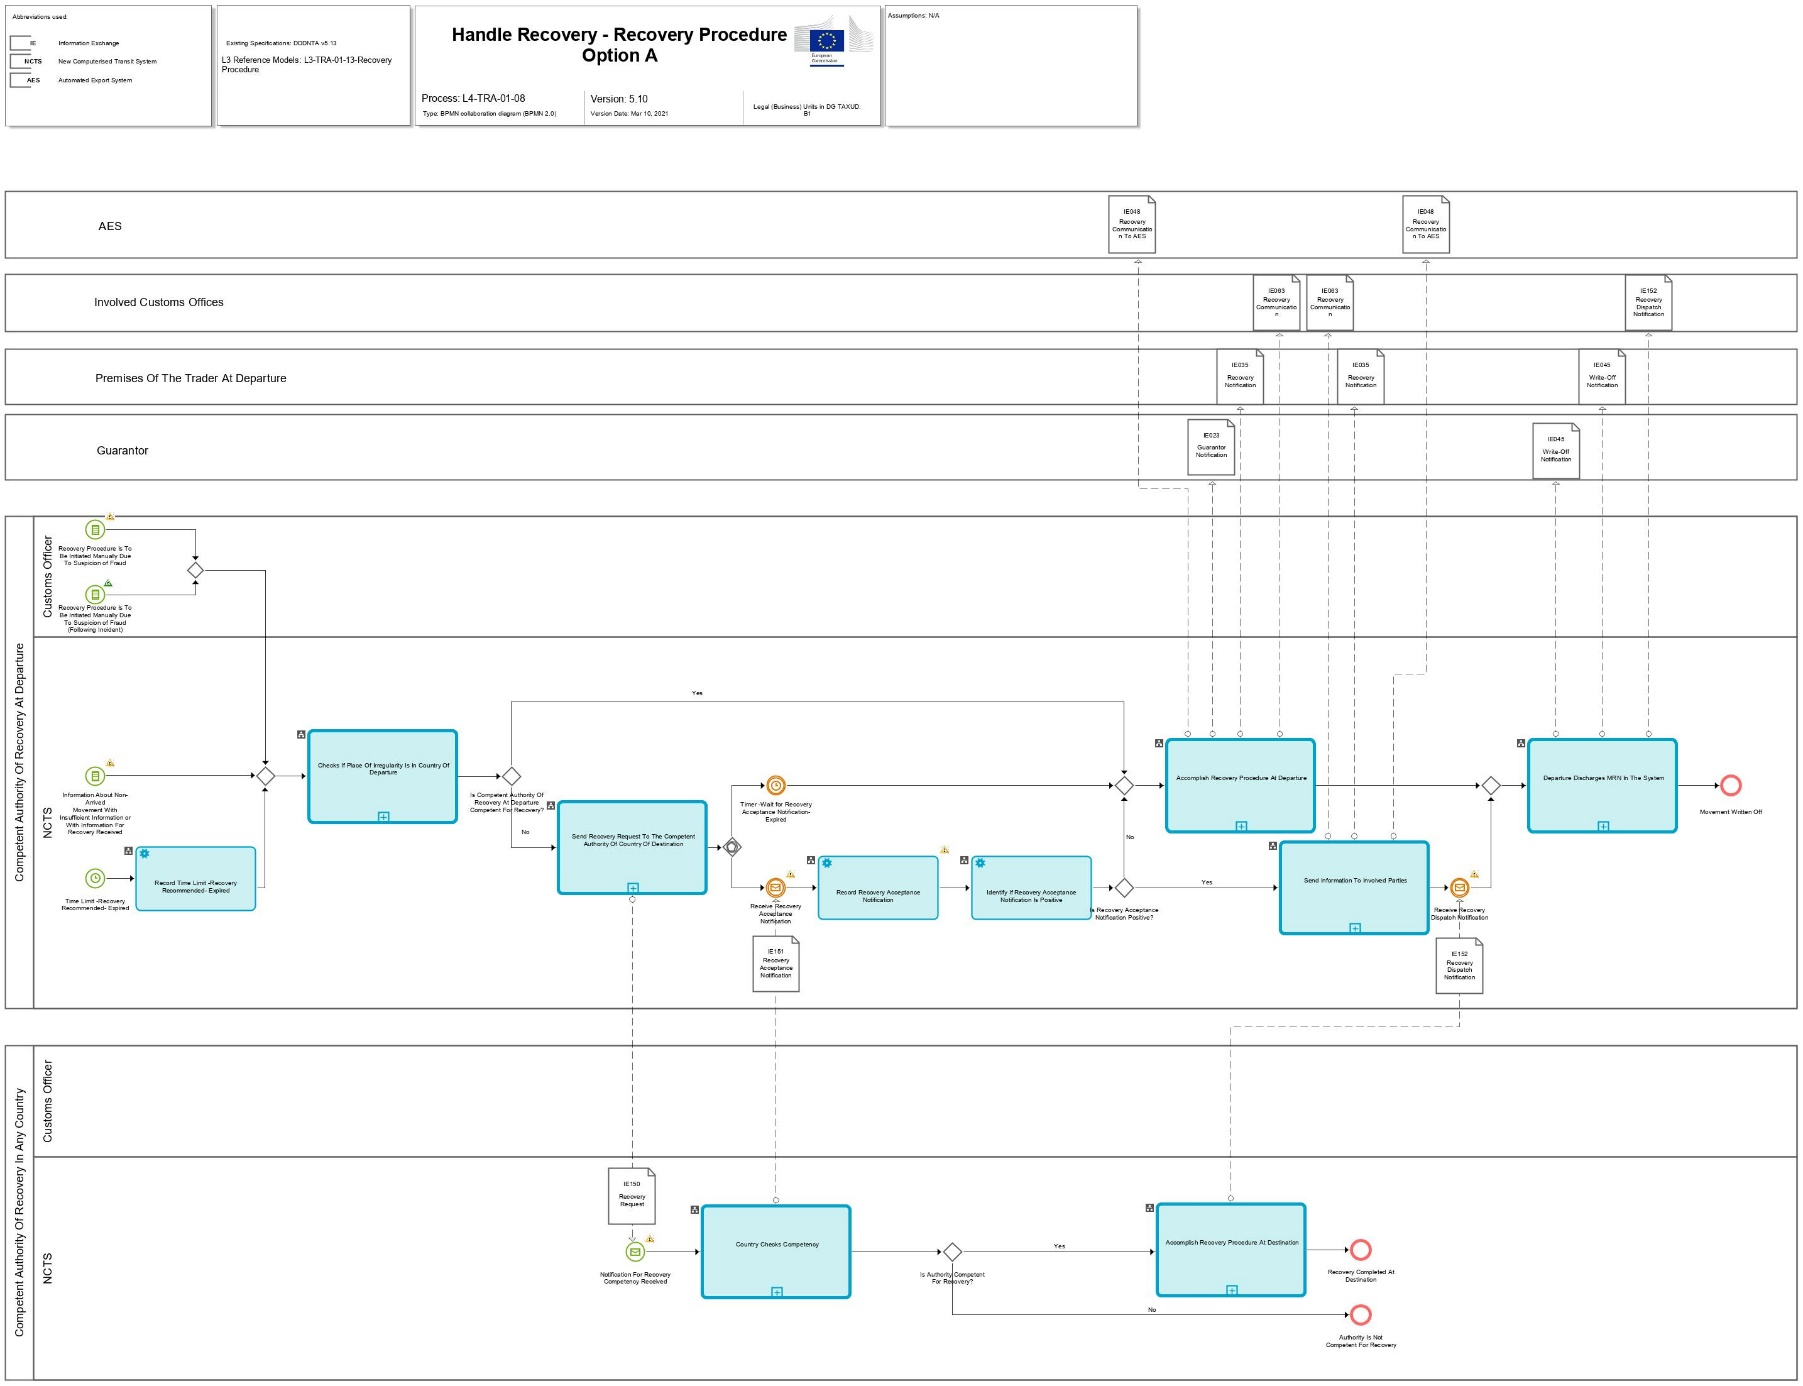 Abbreviations used:
IE Information Exchange
NCTS New Computerised Transit System
AES Automated Export System
Existing Specifications: DDDNTA v5.13
L3 Reference Models: L3-TRA-01-13-Recovery
Procedure
Handle Recovery - Recovery Procedure
Option A
European
Commission
Process: L4-TRA-01-08
Type: BPMN collaboration diagram (BPMN 2.0)
Version: 5.10
Version Date: Mar 10, 2021
Legal (Business) Units in DG TAXUD:
B1
Assumptions: N/A
AES
IE048
Recovery
Communicatio
n To AES
IE048
Recovery
Communicatio
n To AES
Involved Customs Offices
IE063
Recovery
Communicatio
n
IE063
Recovery
Communicatio
n
IE152
Recovery
Dispatch
Notification
Premises Of The Trader At Departure
IE035
Recovery
Notification
IE035
Recovery
Notification
IE045
Write-Off
Notification
Guarantor
IE023
Guarantor
Notification
IE045
Write-Off
Notification
Competent Authority Of Recovery At Departure
Customs Officer
Recovery Procedure Is To
Be Initiated Manually Due
To Suspicion of Fraud
Recovery Procedure Is To
Be Initiated Manually Due
To Suspicion of Fraud
(Following Incident)
NCTS
Information About Non-
Arrived
Movement With
Insufficient Information or
With Information For
Recovery Received
Time Limit -Recovery
Recommended- Expired
Record Time Limit -Recovery
Recommended- Expired
Checks If Place Of Irregularity Is In Country Of
Departure
Is Competent Authority Of
Recovery At Departure
Competent For Recovery?
Yes
No
Send Recovery Request To The Competent
Authority Of Country Of Destination
Timer -Wait for Recovery
Acceptance Notification-
Expired
Receive Recovery
Acceptance
Notification
IE151
Recovery
Acceptance
Notification
Record Recovery Acceptance
Notification
Identify If Recovery Acceptance
Notification Is Positive
Is Recovery Acceptance
Notification Positive?
No
Yes
Accomplish Recovery Procedure At Departure
Send Information To Involved Parties
Receive Recovery
Dispatch Notification
IE152
Recovery
Dispatch
Notification
Departure Discharges MRN In The System
Movement Written Off
Competent Authority Of Recovery In Any Country
Customs Officer
NCTS
IE150
Recovery
Request
Notification For Recovery
Competency Received
Country Checks Competency
Is Authority Competent
For Recovery?
Yes
No
Accomplish Recovery Procedure At Destination
Recovery Completed At
Destination
Authority Is Not
Competent For Recovery